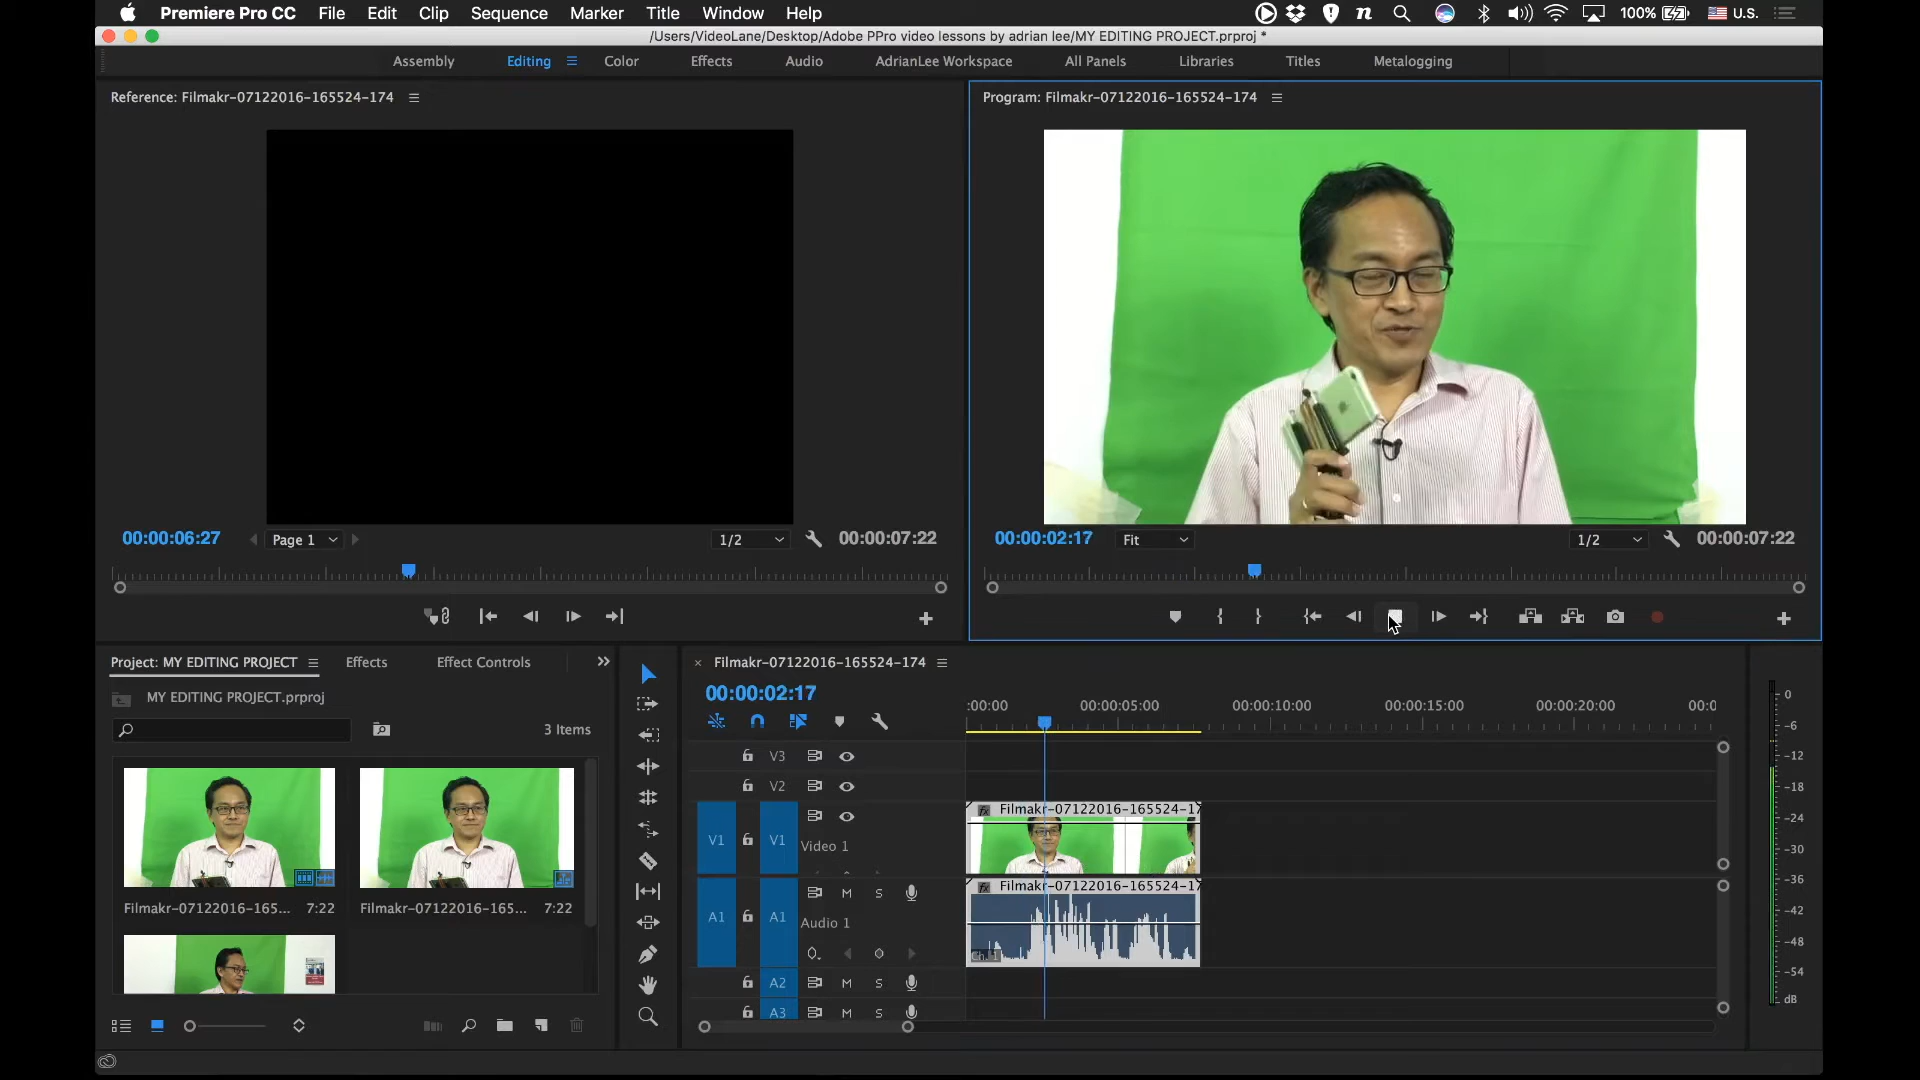 Premiere Pro CC File Edit Clip Sequence Marker Title Window Help 100% U.S.
/Users/VideoLane/Desktop/Adobe PPro video lessons by adrian lee/MY EDITING PROJECT.prproj *
Assembly Editing Color Effects Audio AdrianLee Workspace All Panels Libraries Titles Metalogging
Reference: Filmakr-07122016-165524-174
Program: Filmakr-07122016-165524-174
00:00:06:27 Page 1 1/2 00:00:07:22
00:00:02:17 Fit 1/2 00:00:07:22
Project: MY EDITING PROJECT Effects Effect Controls
MY EDITING PROJECT.prproj
3 Items
Filmakr-07122016-165... 7:22
Filmakr-07122016-165... 7:22
Filmakr-07122016-165524-174
00:00:02:17
:00:00 00:00:05:00 00:00:10:00 00:00:15:00 00:00:20:00 00:0
V3
V2
V1 V1 Video 1
Filmakr-07122016-165524-17
A1 A1 M S Audio 1
Filmakr-07122016-165524-17
Ch. 1
A2 M S
A3 M S
0
-6
-12
-18
-24
-30
-36
-42
-48
-54
dB